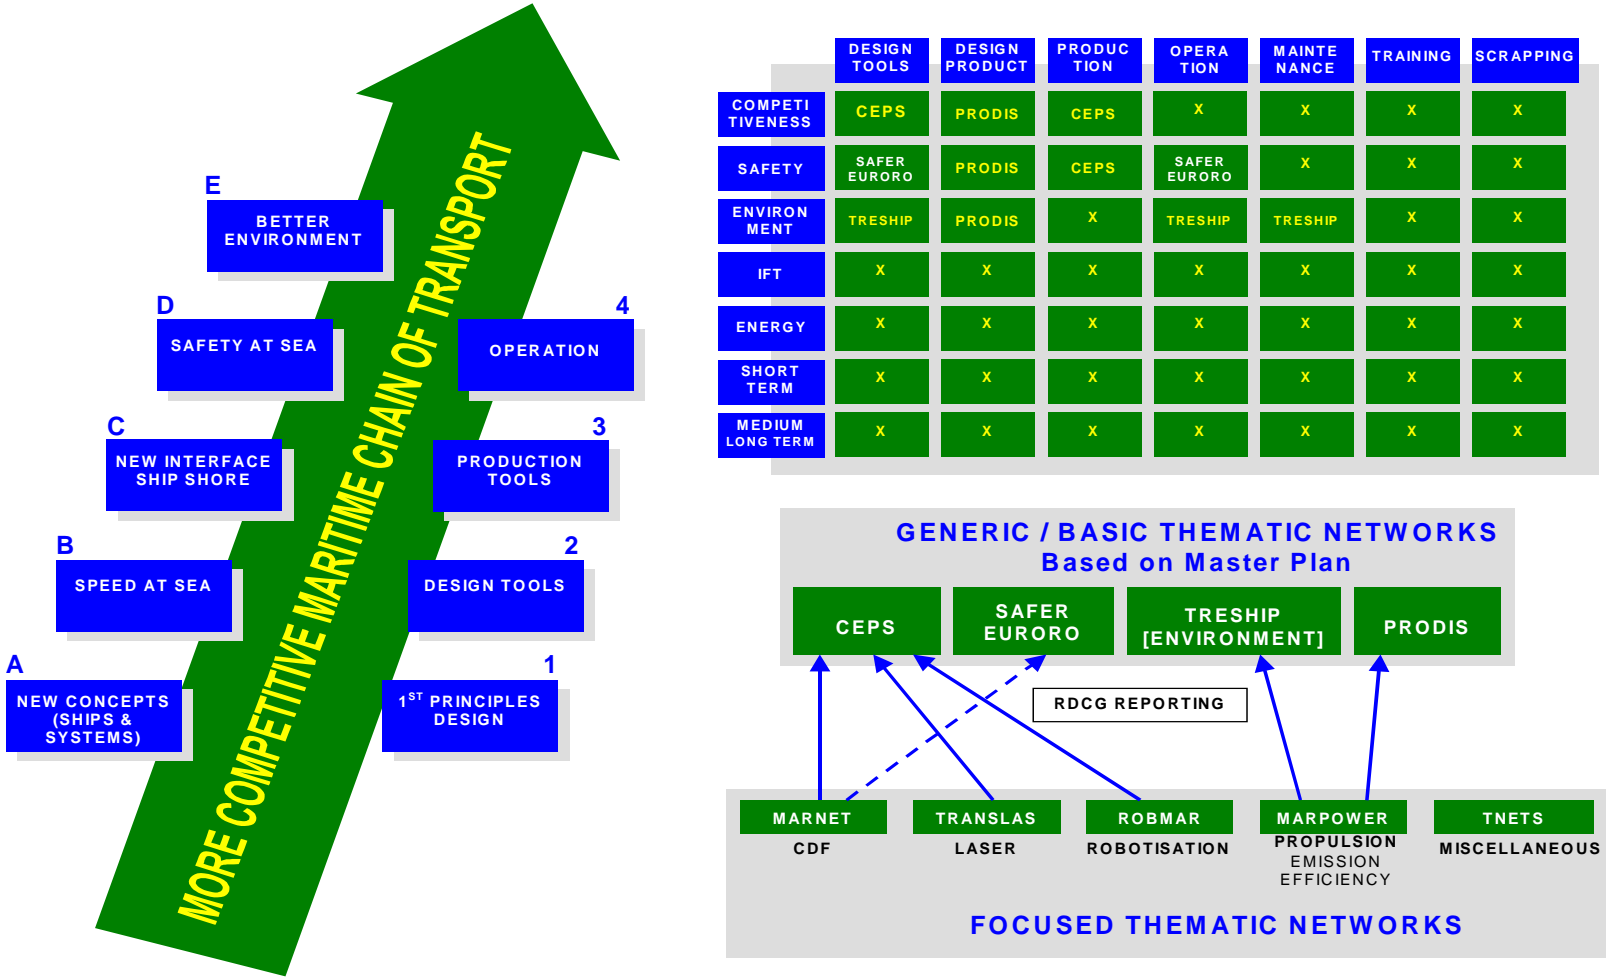 MORE COMPETITIVE MARITIME CHAIN OF TRANSPORT
E
BETTER
ENVIRONMENT
D
SAFETY AT SEA
C
NEW INTERFACE
SHIP SHORE
B
SPEED AT SEA
A
NEW CONCEPTS
(SHIPS &
SYSTEMS)
4
OPERATION
3
PRODUCTION
TOOLS
2
DESIGN TOOLS
1
1ST PRINCIPLES
DESIGN
DESIGN
TOOLS
DESIGN
PRODUCT
PRODUC
TION
OPERA
TION
MAINTE
NANCE
TRAINING
SCRAPPING
COMPETI
TIVENESS
CEPS
PRODIS
CEPS
X
X
X
X
SAFETY
SAFER
EURORO
PRODIS
CEPS
SAFER
EURORO
X
X
X
ENVIRON
MENT
TRESHIP
PRODIS
X
TRESHIP
TRESHIP
X
X
IFT
X
X
X
X
X
X
X
ENERGY
X
X
X
X
X
X
X
SHORT
TERM
X
X
X
X
X
X
X
MEDIUM
LONG TERM
X
X
X
X
X
X
X
GENERIC / BASIC THEMATIC NETWORKS
Based on Master Plan
CEPS
SAFER
EURORO
TRESHIP
[ENVIRONMENT]
PRODIS
RDCG REPORTING
MARNET
CDF
TRANSLAS
LASER
ROBMAR
ROBOTISATION
MARPOWER
PROPULSION
EMISSION
EFFICIENCY
TNETS
MISCELLANEOUS
FOCUSED THEMATIC NETWORKS